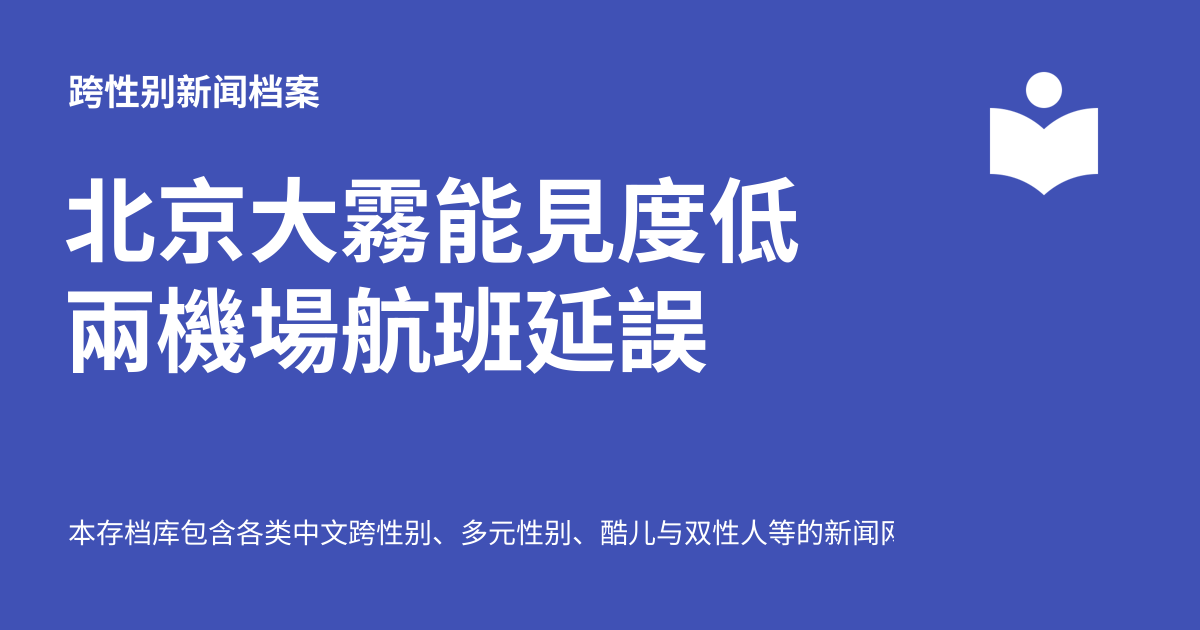 跨性别新闻档案
北京大霧能見度低
兩機場航班延誤
本存档库包含各类中文跨性别、多元性别、酷儿与双性人等的新闻